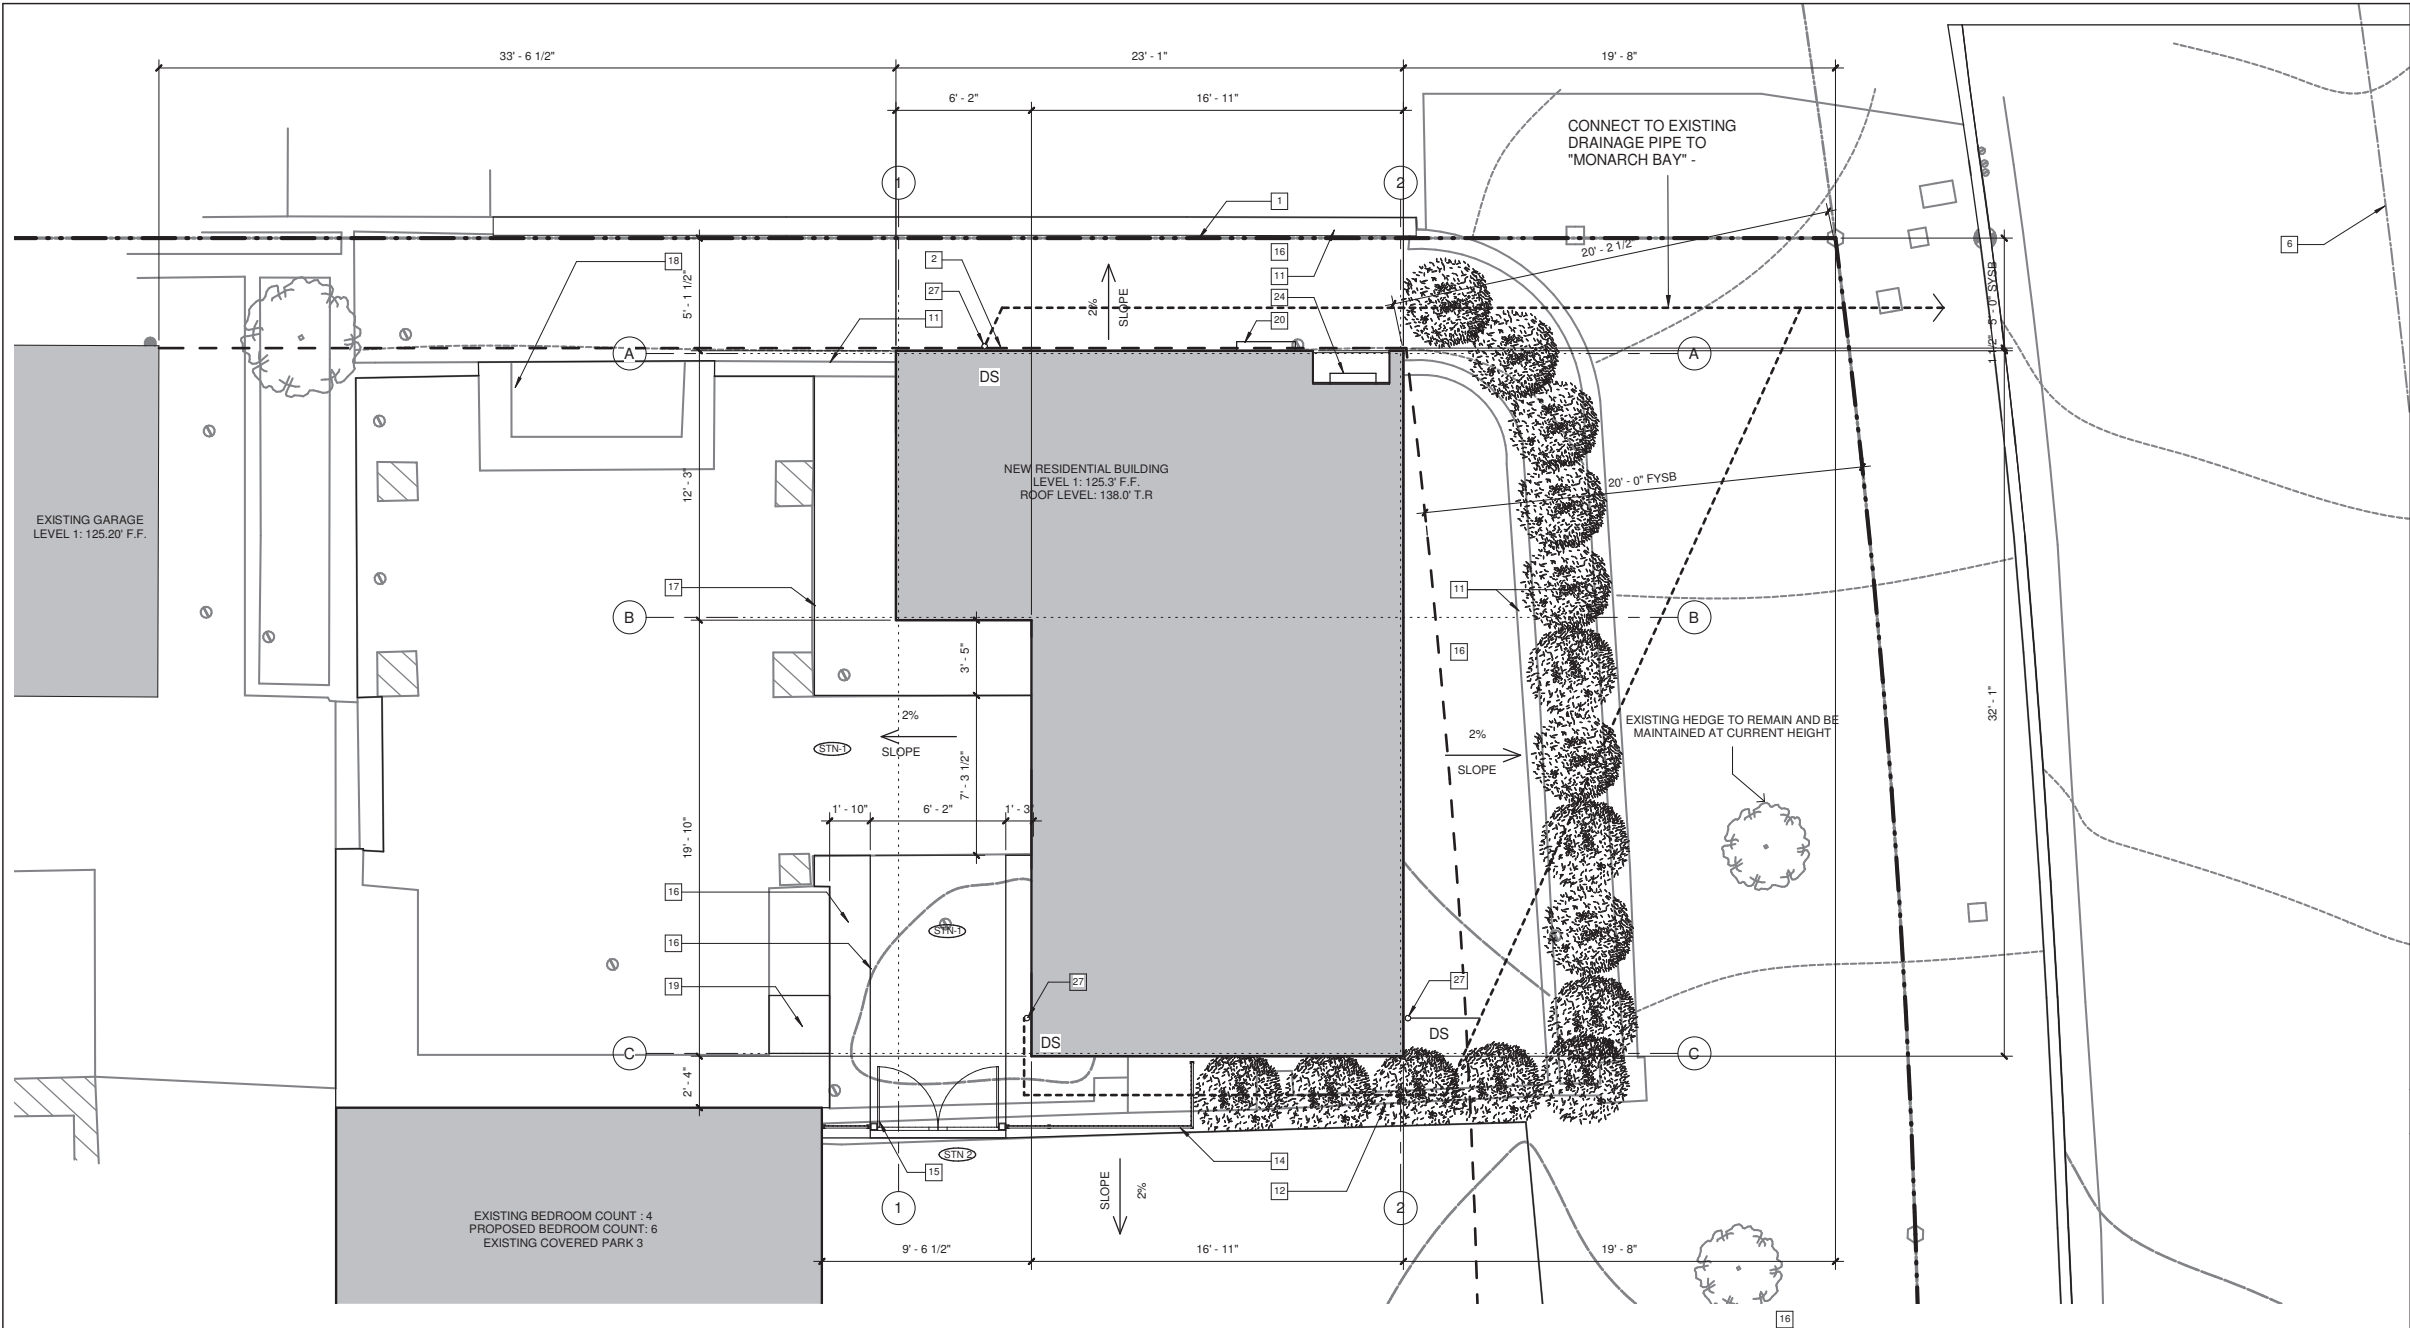 33' - 6 1/2"
23' - 1"
19' - 8"
6' - 2"
16' - 11"
CONNECT TO EXISTING
DRAINAGE PIPE TO
"MONARCH BAY" -
1
2
1
16
11
24
20
2
27
11
18
5' - 1 1/2"
2%
SLOPE
20' - 2 1/2"
6
5' - 0" SYSB
A
A
DS
NEW RESIDENTIAL BUILDING
LEVEL 1: 125.3' F.F.
ROOF LEVEL: 138.0' T.R
12' - 3"
20' - 0" FYSB
EXISTING GARAGE
LEVEL 1: 125.20' F.F.
17
11
B
B
3' - 5"
16
32' - 1"
2%
SLOPE
STN-1
7' - 3 1/2"
2%
SLOPE
EXISTING HEDGE TO REMAIN AND BE
MAINTAINED AT CURRENT HEIGHT
1' - 10"
6' - 2"
1' - 3"
19' - 10"
16
STN-1
16
19
27
27
DS
DS
C
C
2' - 4"
15
STN 2
14
12
SLOPE
2%
1
2
EXISTING BEDROOM COUNT : 4
PROPOSED BEDROOM COUNT: 6
EXISTING COVERED PARK 3
9' - 6 1/2"
16' - 11"
19' - 8"
16